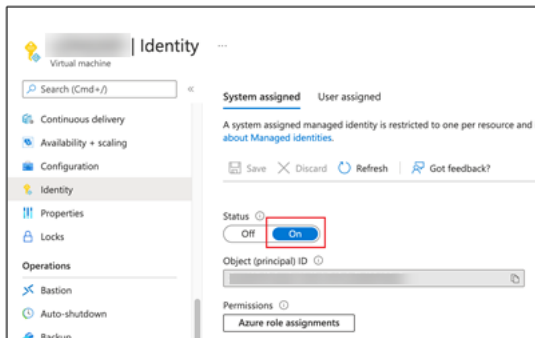 | Identity ...
Virtual machine
Search (Cmd+/)
«
Continuous delivery
Availability + scaling
Configuration
Identity
Properties
Locks
Operations
Bastion
Auto-shutdown
Backup
System assigned User assigned
A system assigned managed identity is restricted to one per resource and
about Managed identities.
Save Discard Refresh Got feedback?
Status
Off On
Object (principal) ID
Permissions
Azure role assignments